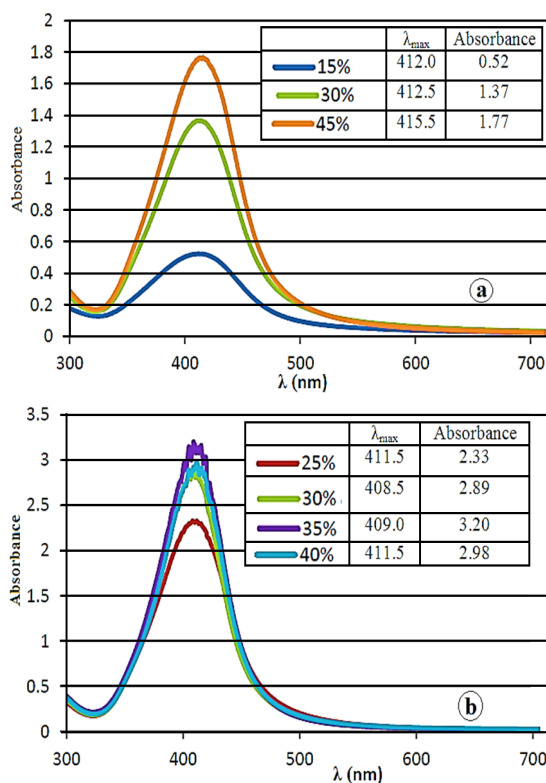 2
1.8
1.6
1.4
1.2
1
0.8
0.6
0.4
0.2
0
Absorbance
λmax Absorbance
15% 412.0 0.52
30% 412.5 1.37
45% 415.5 1.77
a
300 400 500 600 700
λ (nm)
3.5
3
2.5
2
1.5
1
0.5
0
Absorbance
λmax Absorbance
25% 411.5 2.33
30% 408.5 2.89
35% 409.0 3.20
40% 411.5 2.98
b
300 400 500 600 700
λ (nm)